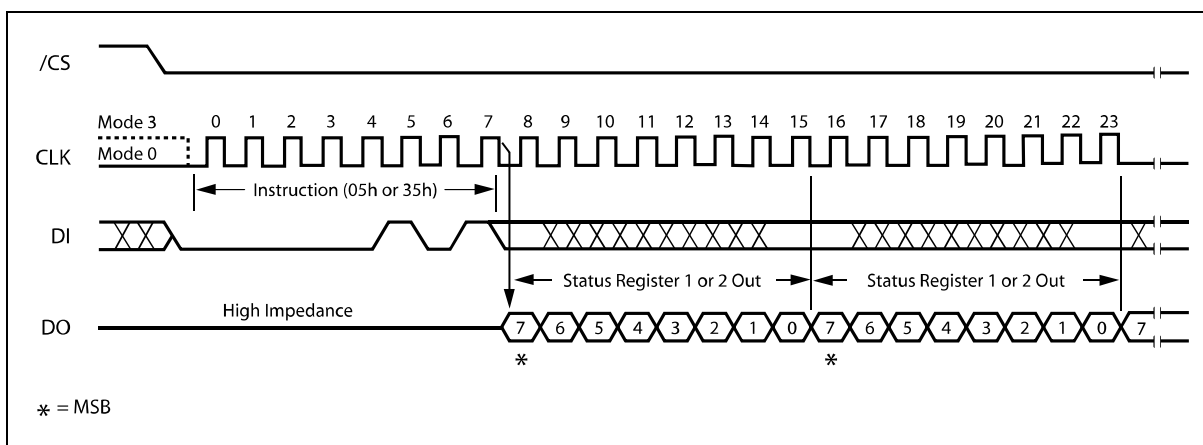 /CS
Mode 3
0 1 2 3 4 5 6 7 8 9 10 11 12 13 14 15 16 17 18 19 20 21 22 23
CLK
Mode 0
Instruction (05h or 35h)
DI
Status Register 1 or 2 Out
Status Register 1 or 2 Out
High Impedance
DO
7 6 5 4 3 2 1 0 7 6 5 4 3 2 1 0 7
* *
* = MSB